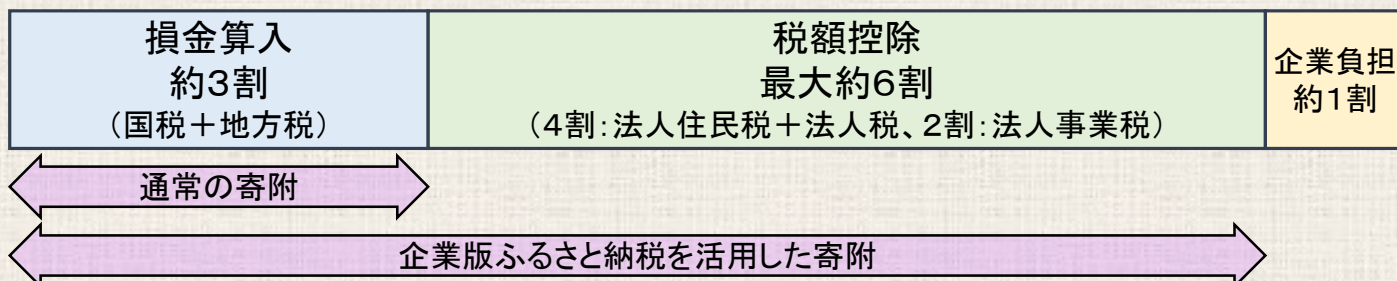 損金算入
約３割
（国税＋地方税）
税額控除
最大約６割
（４割：法人住民税＋法人税、２割：法人事業税）
企業負担
約１割
通常の寄附
企業版ふるさと納税を活用した寄附